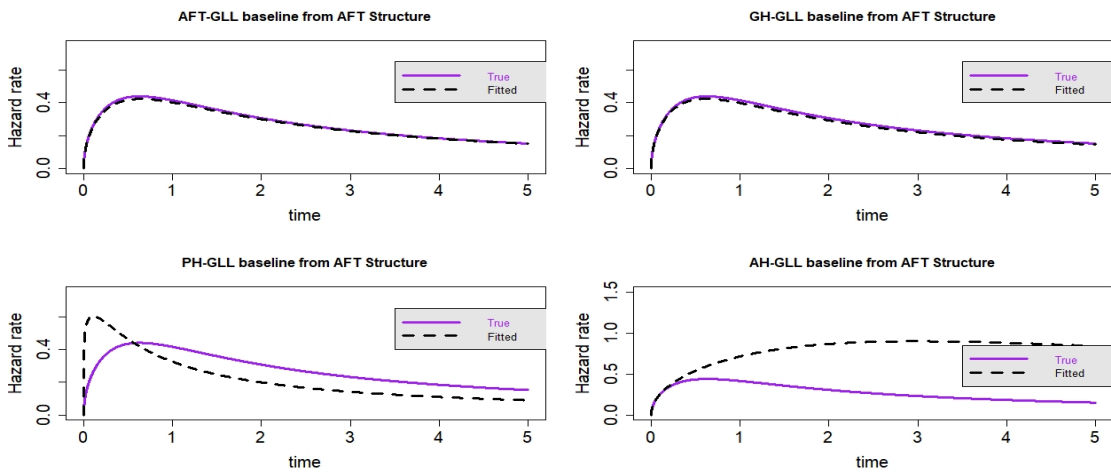 AFT-GLL baseline from AFT Structure
Hazard rate
0.0 0.4
True
Fitted
0 1 2 3 4 5
time
GH-GLL baseline from AFT Structure
Hazard rate
0.0 0.4
True
Fitted
0 1 2 3 4 5
time
PH-GLL baseline from AFT Structure
Hazard rate
0.0 0.4
True
Fitted
0 1 2 3 4 5
time
AH-GLL baseline from AFT Structure
Hazard rate
0.0 0.5 1.0 1.5
True
Fitted
0 1 2 3 4 5
time